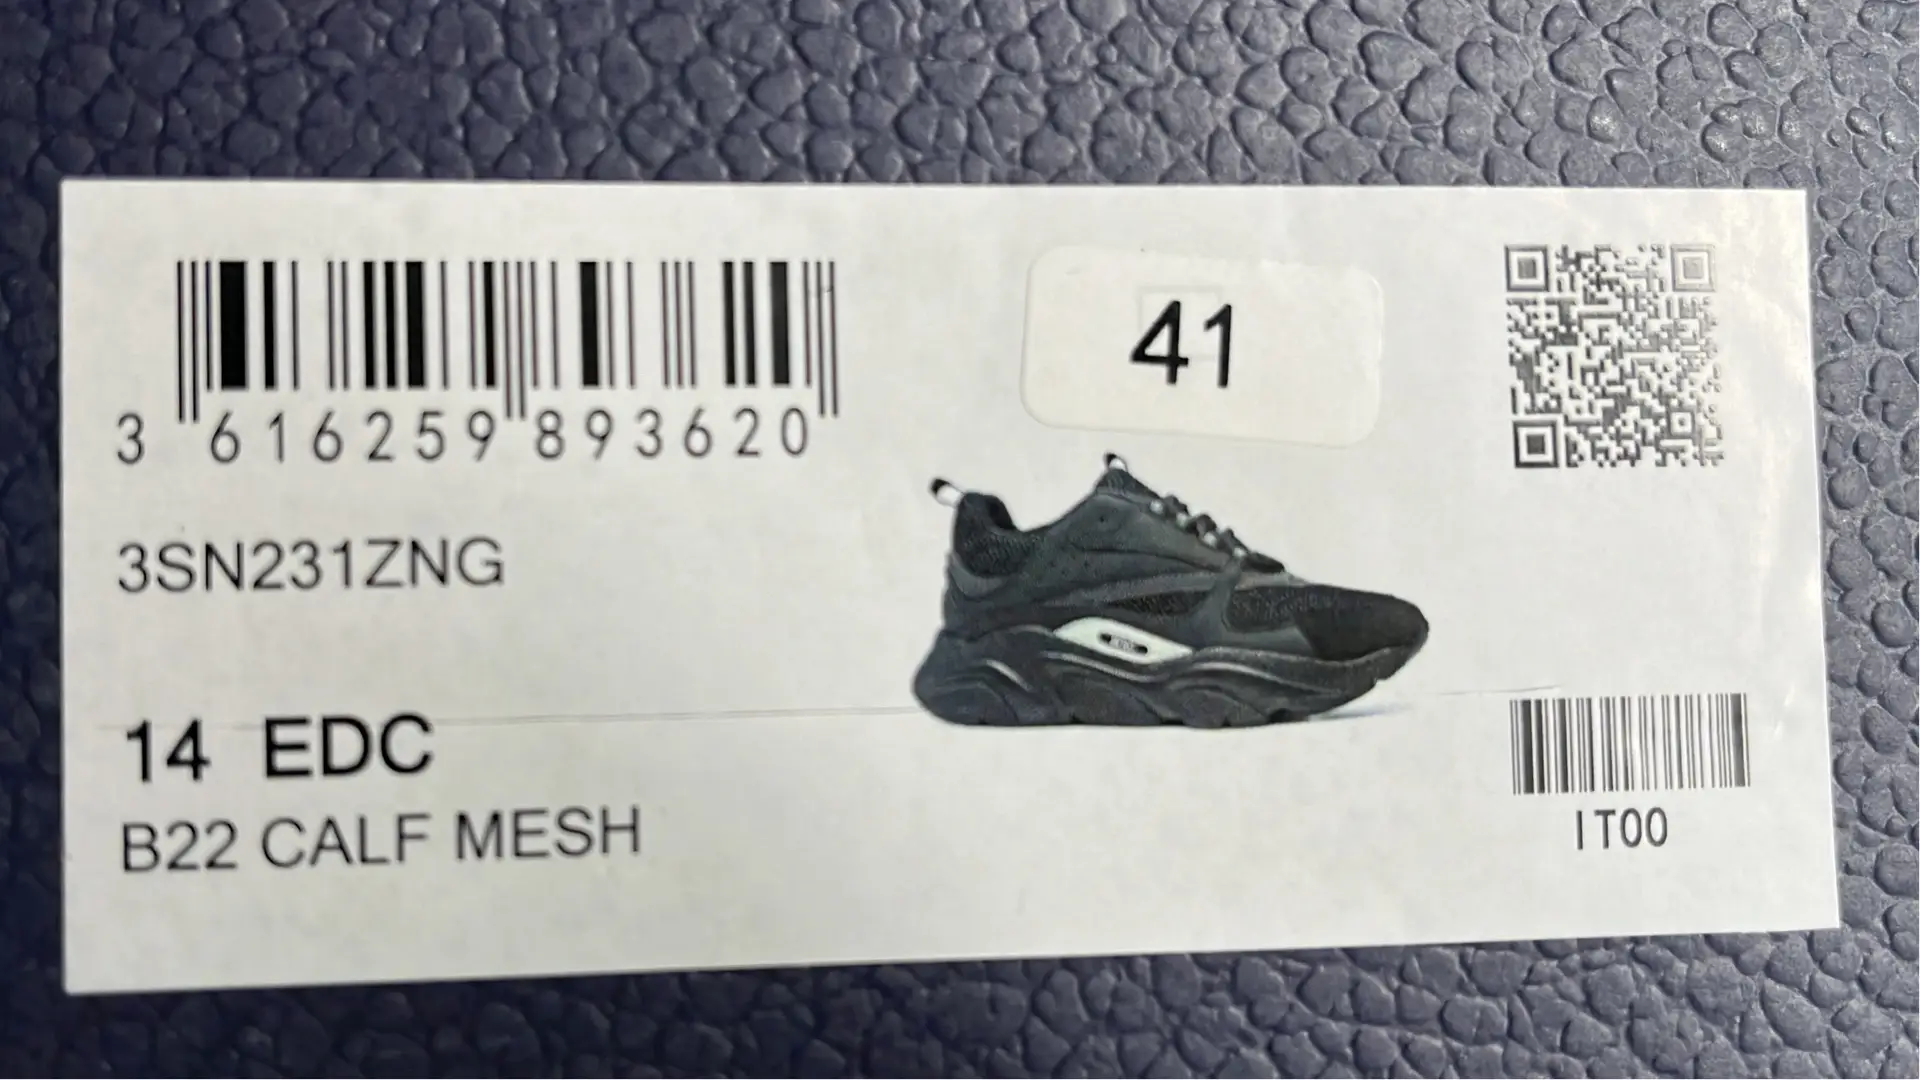 41
3 616259 893620
3SN231ZNG
14 EDC
B22 CALF MESH
IT00